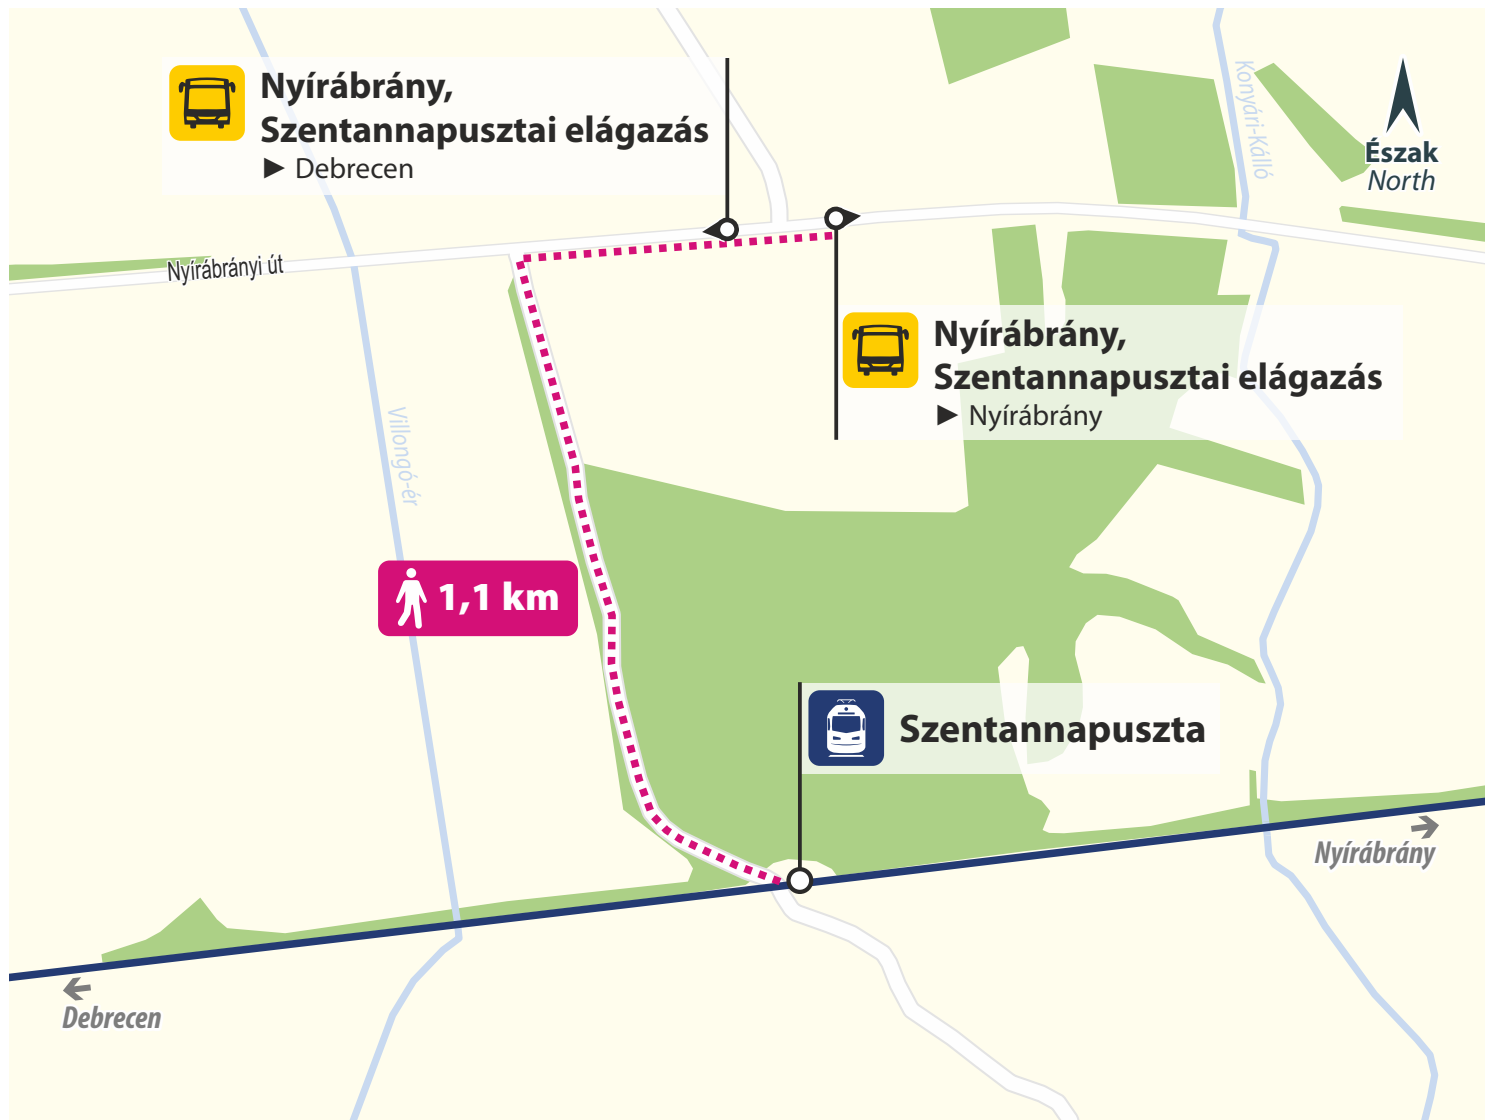 Nyírábrány,
Szentannapusztai elágazás
► Debrecen
Konyári-Kálló
Észak
North
Nyírábrányi út
Nyírábrány,
Szentannapusztai elágazás
► Nyírábrány
Villongó-ér
1,1 km
Szentannapuszta
Nyírábrány
Debrecen